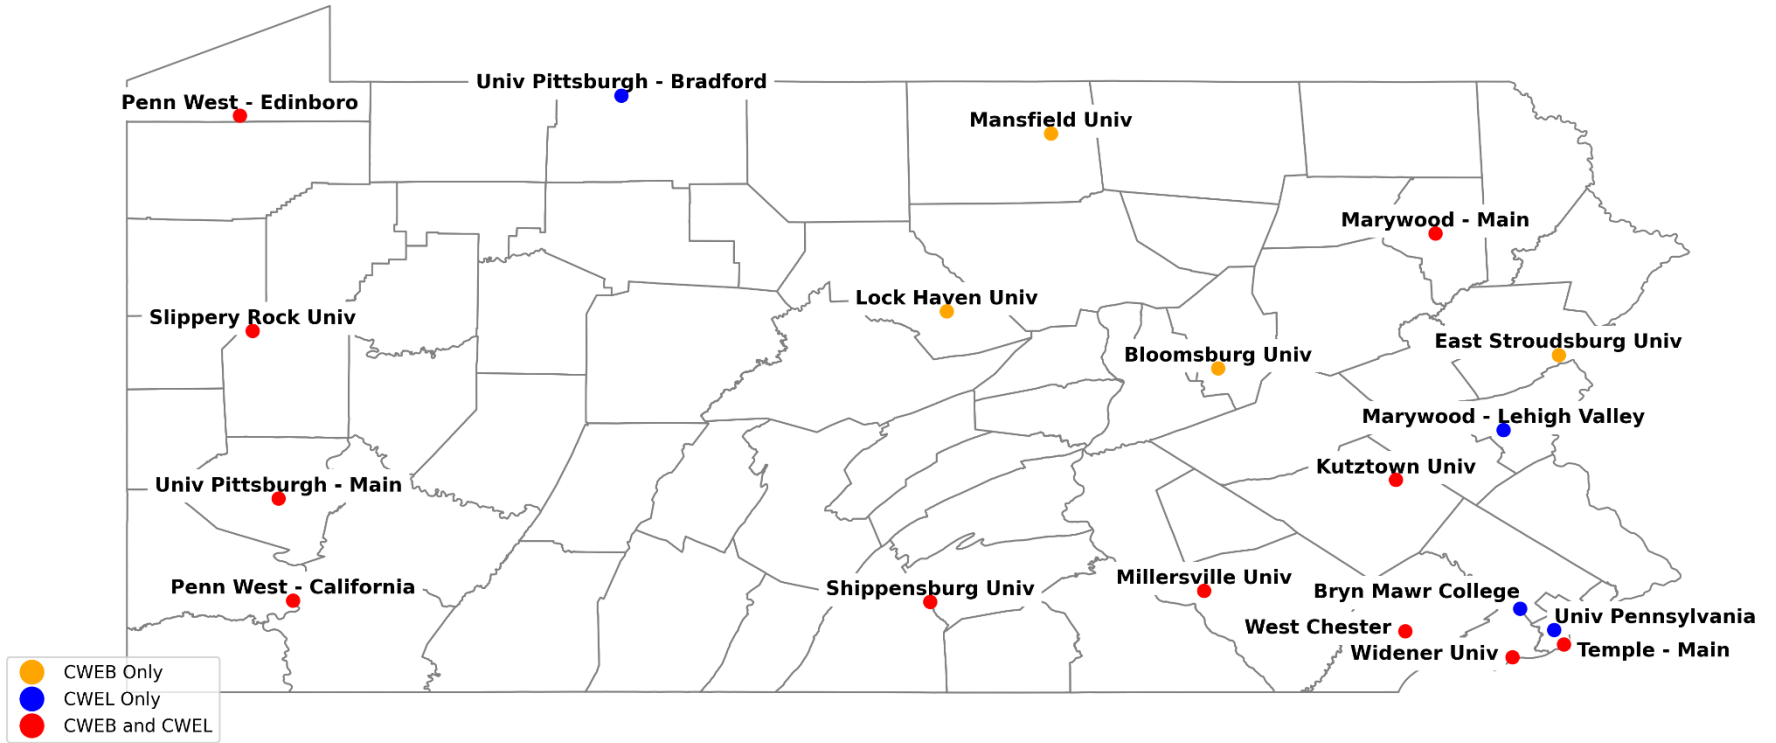 Univ Pittsburgh - Bradford
Penn West - Edinboro
Mansfield Univ
Marywood - Main
Lock Haven Univ
Slippery Rock Univ
East Stroudsburg Univ
Bloomsburg Univ
Marywood - Lehigh Valley
Kutztown Univ
Univ Pittsburgh - Main
Millersville Univ
Penn West - California
Shippensburg Univ
Bryn Mawr College
Univ Pennsylvania
West Chester
Temple - Main
Widener Univ
CWEB Only
CWEL Only
CWEB and CWEL